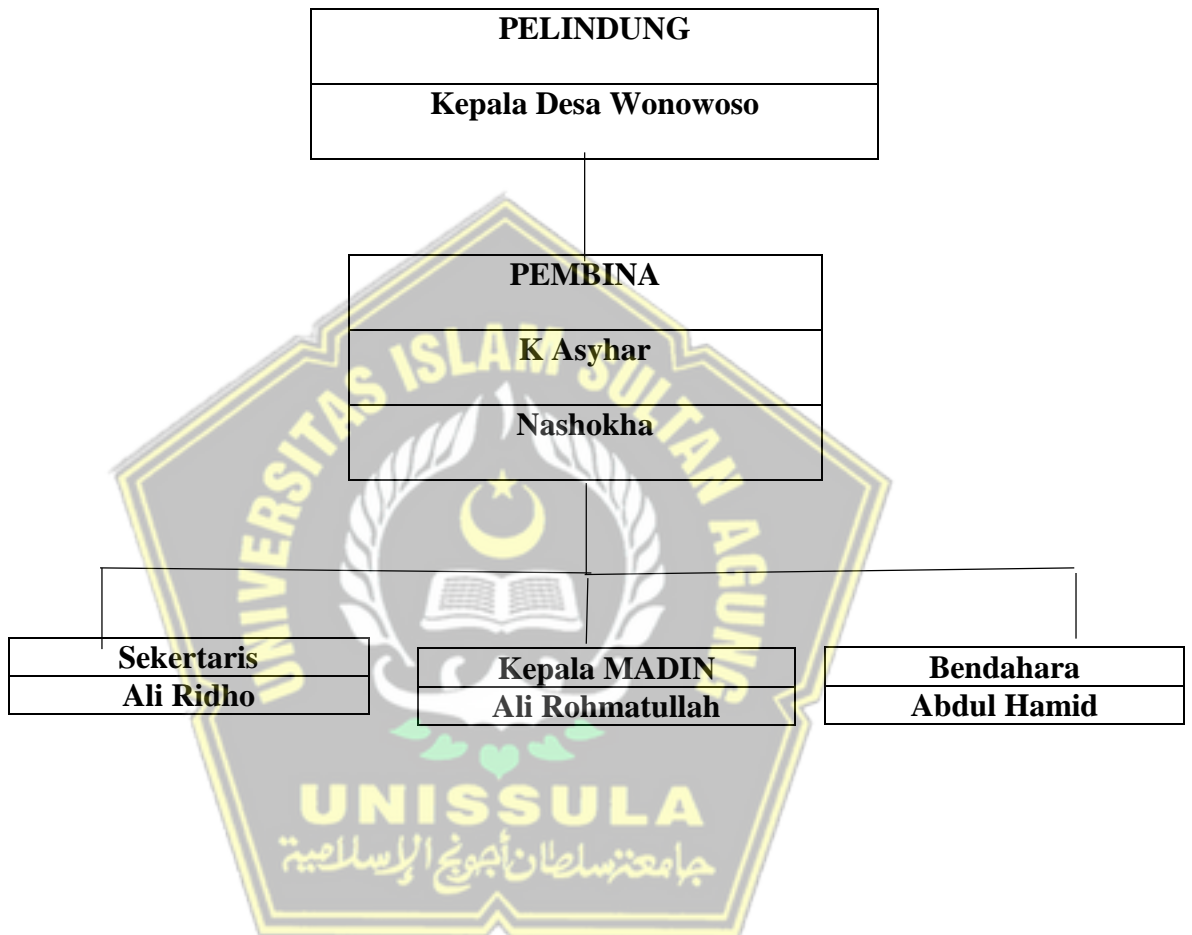 PELINDUNG
Kepala Desa Wonowoso
PEMBINA
K Asyhar
Nashokha
Sekertaris
Ali Ridho
Kepala MADIN
Ali Rohmatullah
Bendahara
Abdul Hamid
UNIVERSITAS ISLAM SULTAN AGUNG
UNISSULA
جامعة سلطان أجونج الإسلامية